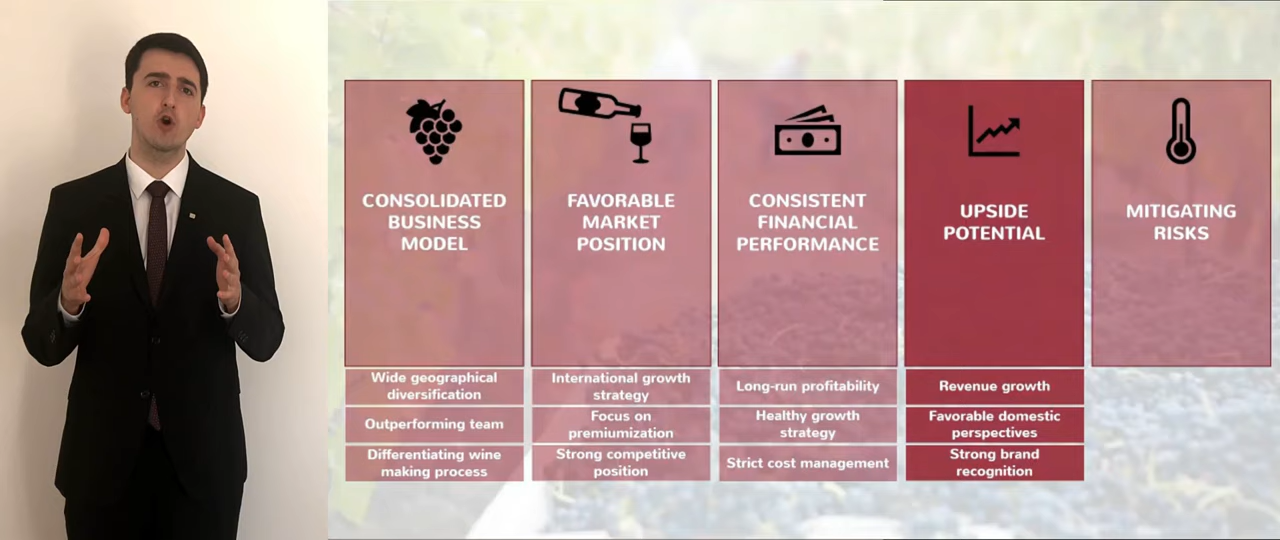 CONSOLIDATED
BUSINESS
MODEL
Wide geographical
diversification
Outperforming team
Differentiating wine
making process
FAVORABLE
MARKET
POSITION
International growth
strategy
Focus on
premiumization
Strong competitive
position
CONSISTENT
FINANCIAL
PERFORMANCE
Long-run profitability
Healthy growth
strategy
Strict cost management
UPSIDE
POTENTIAL
Revenue growth
Favorable domestic
perspectives
Strong brand
recognition
MITIGATING
RISKS